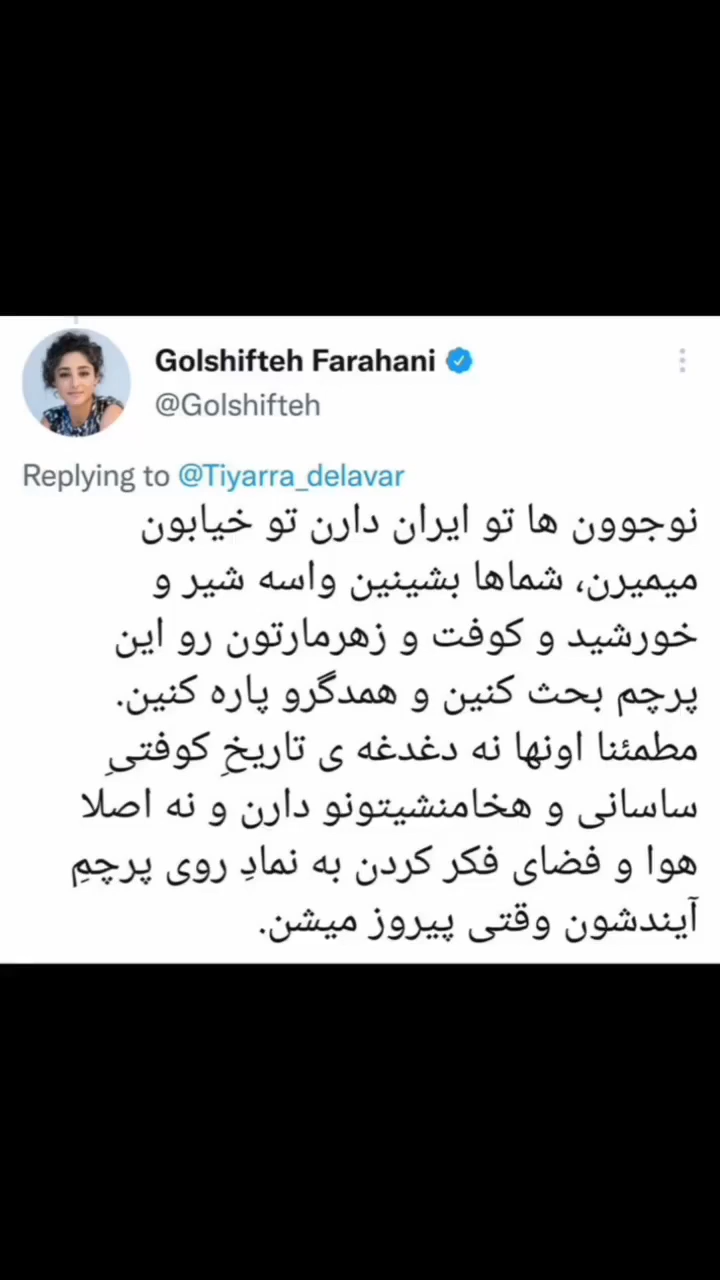 Golshifteh Farahani
@Golshifteh
Replying to @Tiyarra_delavar
نوجوون ها تو ایران دارن تو خیابون
میمیرن، شماها بشینین واسه شیر و
خورشید و کوفت و زهرمارتون رو این
پرچم بحث کنین و همدگرو پاره کنین.
مطمئنا اونها نه دغدغه ی تاریخِ کوفتیِ
ساسانی و هخامنشیتونو دارن و نه اصلا
هوا و فضای فکر کردن به نمادِ روی پرچمِ
آیندشون وقتی پیروز میشن.